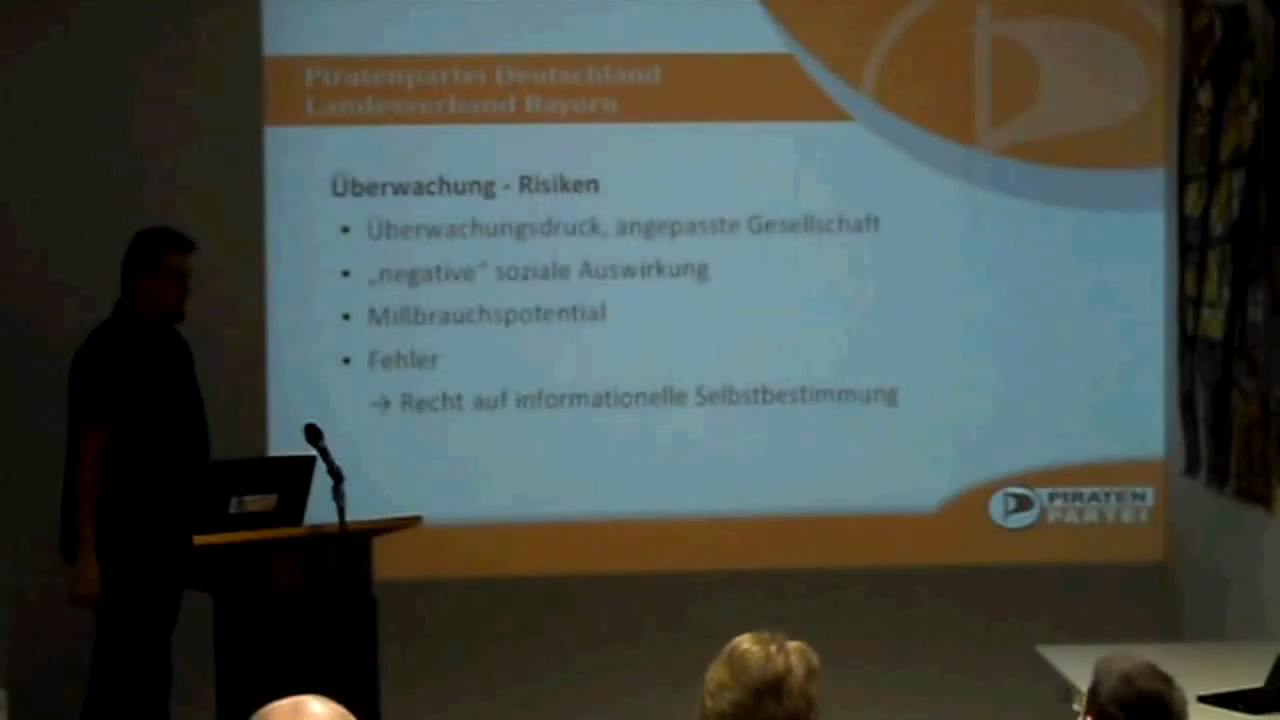 Piratenpartei Deutschland
Landesverband Bayern
Überwachung - Risiken
• Überwachungsdruck, angepasste Gesellschaft
• „negative“ soziale Auswirkung
• Mißbrauchspotential
• Fehler
→ Recht auf informationelle Selbstbestimmung
PIRATEN
PARTEI